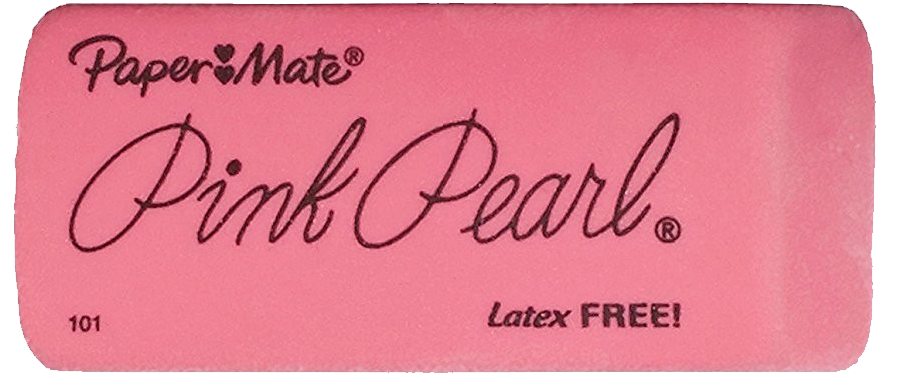 Paper Mate®
Pink Pearl®
101 Latex FREE!